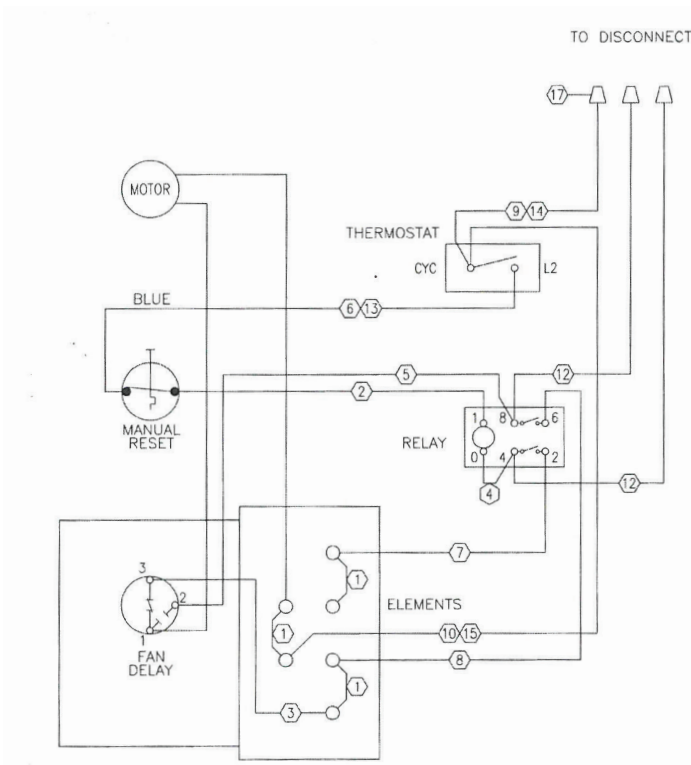 TO DISCONNECT
17
MOTOR
9 14
THERMOSTAT
CYC L2
BLUE
6 13
5
12
2
1 8 6
MANUAL
RESET
RELAY
0 4 2
12
4
7
3
1
ELEMENTS
2
1
10 15
1
FAN
DELAY
8
1
3